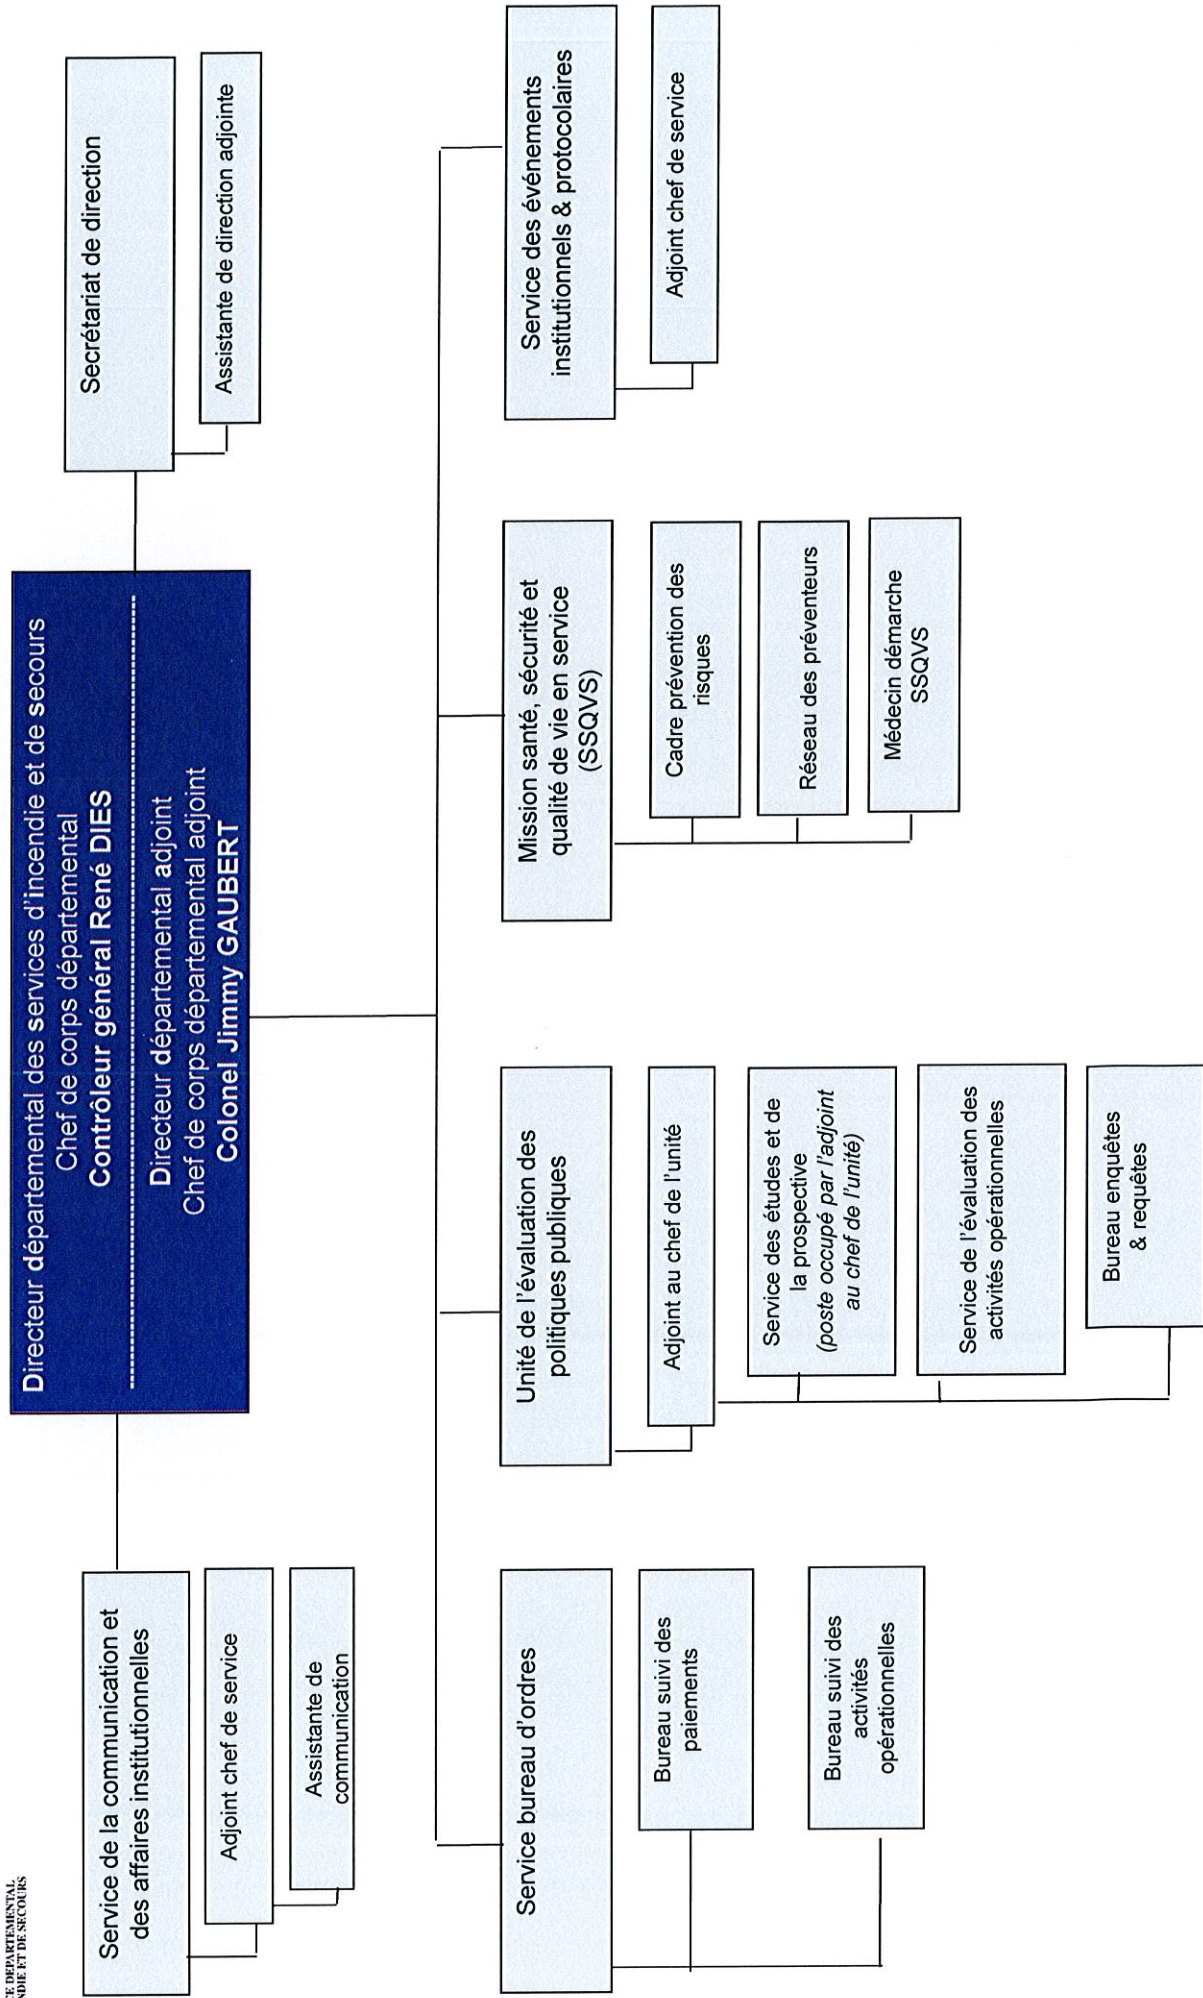 Directeur départemental des services d'incendie et de secours
Chef de corps départemental
Contrôleur général René DIES
Directeur départemental adjoint
Chef de corps départemental adjoint
Colonel Jimmy GAUBERT
Service de la communication et
des affaires institutionnelles
Adjoint chef de service
Assistante de
communication
Secrétariat de direction
Assistante de direction adjointe
Service bureau d'ordres
Bureau suivi des
paiements
Bureau suivi des
activités
opérationnelles
Unité de l'évaluation des
politiques publiques
Adjoint au chef de l'unité
Service des études et de
la prospective
(poste occupé par l'adjoint
au chef de l'unité)
Service de l'évaluation des
activités opérationnelles
Bureau enquêtes
& requêtes
Mission santé, sécurité et
qualité de vie en service
(SSQVS)
Cadre prévention des
risques
Réseau des préventeurs
Médecin démarche
SSQVS
Service des événements
institutionnels & protocolaires
Adjoint chef de service
DEPARTEMENTAL
ET DE SECOURS